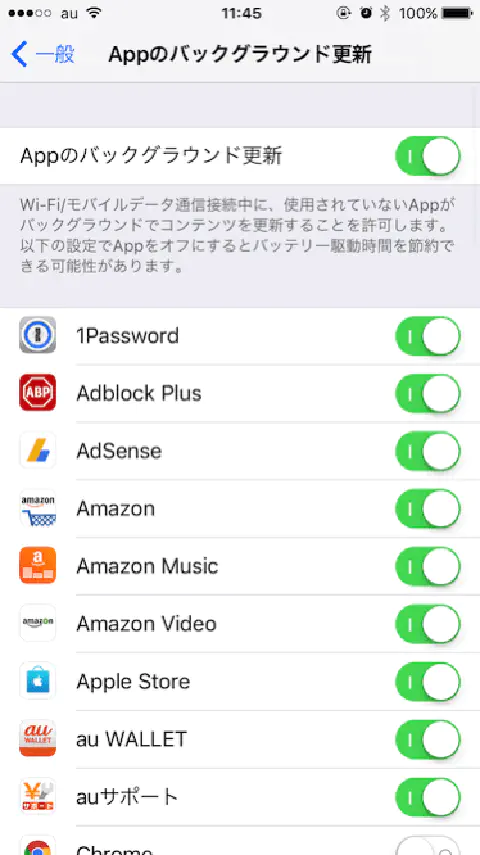 au 11:45 100%
一般 Appのバックグラウンド更新
Appのバックグラウンド更新
Wi-Fi/モバイルデータ通信接続中に、使用されていないAppが
バックグラウンドでコンテンツを更新することを許可します。
以下の設定でAppをオフにするとバッテリー駆動時間を節約で
きる可能性があります。
1Password
ABP Adblock Plus
AdSense
amazon Amazon
a Amazon Music
amazon Amazon Video
Apple Store
au WALLET au WALLET
サポート auサポート
Chrome